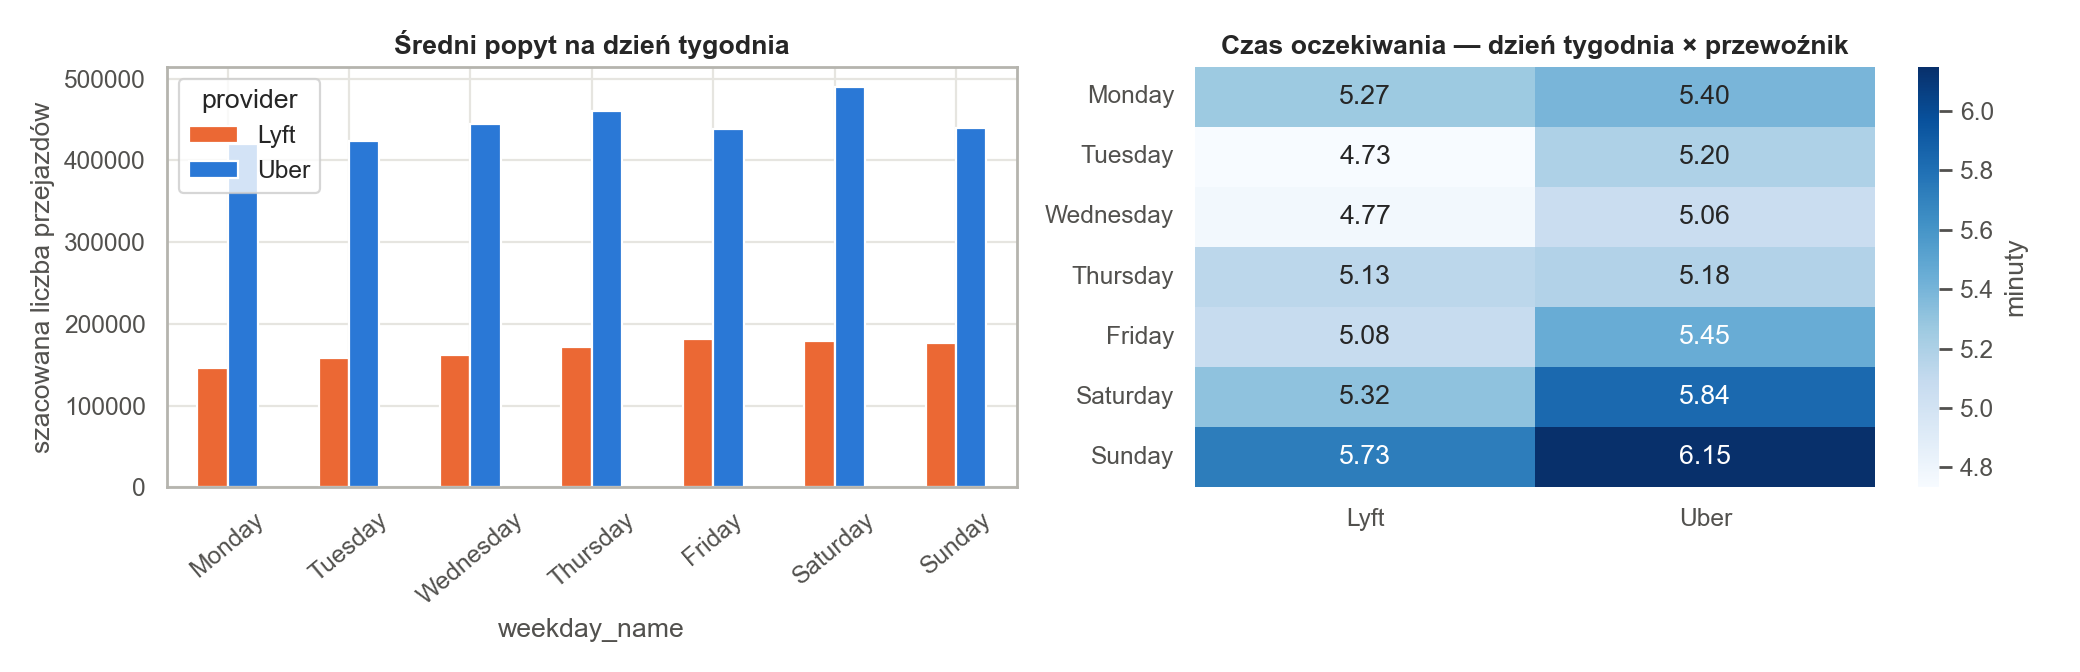 Średni popyt na dzień tygodnia
szacowana liczba przejazdów
500000
400000
300000
200000
100000
0
provider
Lyft
Uber
Monday
Tuesday
Wednesday
Thursday
Friday
Saturday
Sunday
weekday_name
Czas oczekiwania — dzień tygodnia × przewoźnik
Monday 5.27 5.40
Tuesday 4.73 5.20
Wednesday 4.77 5.06
Thursday 5.13 5.18
Friday 5.08 5.45
Saturday 5.32 5.84
Sunday 5.73 6.15
Lyft Uber
6.0
5.8
5.6
5.4
5.2
5.0
4.8
minuty